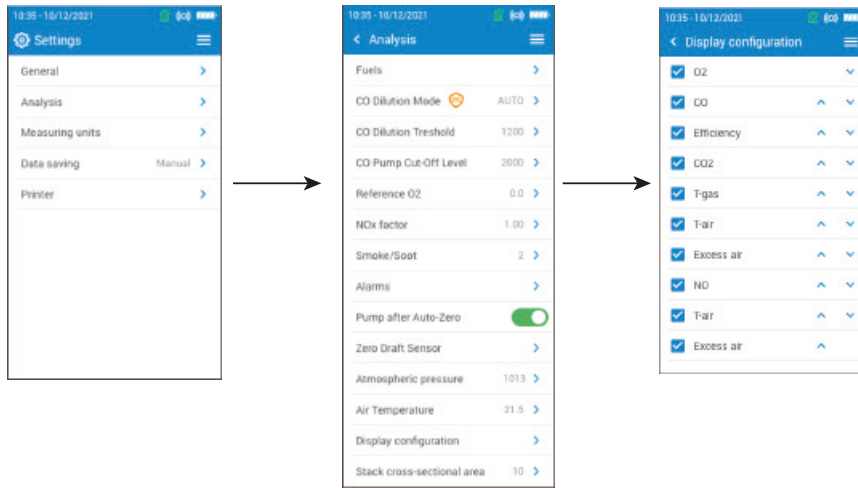 10:35 - 10/12/2021
Settings
General
Analysis
Measuring units
Data saving Manual
Printer
10:35 - 10/12/2021
Analysis
Fuels
CO Dilution Mode AUTO
CO Dilution Treshold 1200
CO Pump Cut-Off Level 2000
Reference O2 0.0
NOx factor 1.00
Smoke/Soot 2
Alarms
Pump after Auto-Zero
Zero Draft Sensor
Atmospheric pressure 1013
Air Temperature 21.5
Display configuration
Stack cross-sectional area 10
10:35 - 10/12/2021
Display configuration
O2
CO
Efficiency
CO2
T-gas
T-air
Excess air
NO
T-air
Excess air